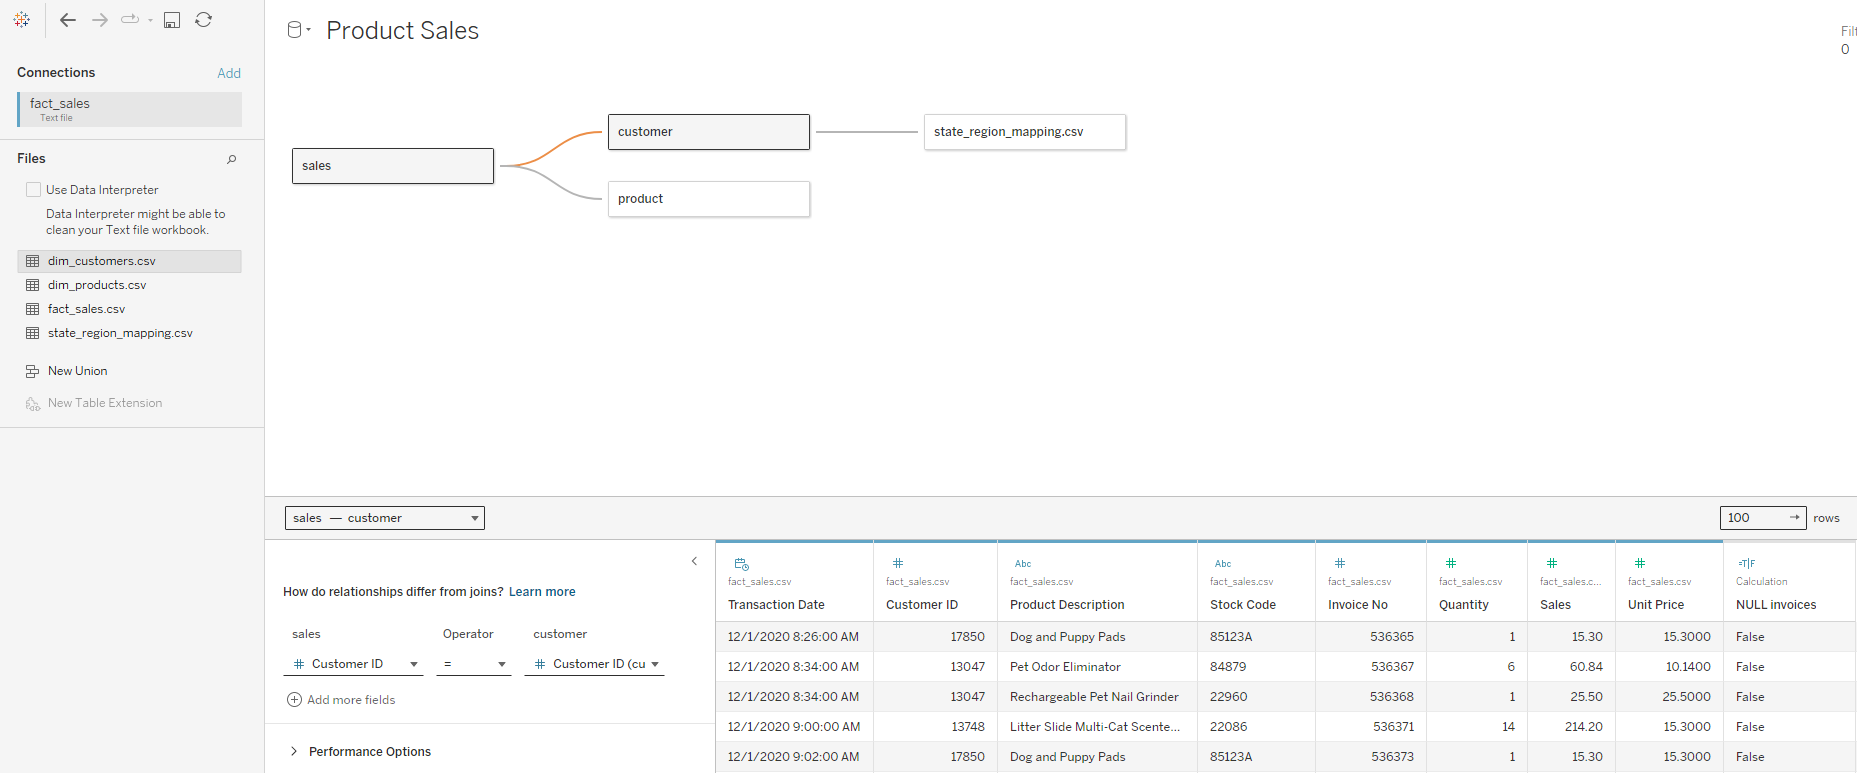 Product Sales
Filt
0
Connections
Add
fact_sales
Text file
Files
Use Data Interpreter
Data Interpreter might be able to
clean your Text file workbook.
dim_customers.csv
dim_products.csv
fact_sales.csv
state_region_mapping.csv
New Union
New Table Extension
sales
customer
product
state_region_mapping.csv
sales — customer
100
rows
How do relationships differ from joins? Learn more
sales Operator customer
Customer ID = Customer ID (cu
Add more fields
Performance Options
Abc Abc =T|F
fact_sales.csv fact_sales.csv fact_sales.csv fact_sales.csv fact_sales.csv fact_sales.csv fact_sales.c... fact_sales.csv Calculation
Transaction Date Customer ID Product Description Stock Code Invoice No Quantity Sales Unit Price NULL invoices
12/1/2020 8:26:00 AM 17850 Dog and Puppy Pads 85123A 536365 1 15.30 15.3000 False
12/1/2020 8:34:00 AM 13047 Pet Odor Eliminator 84879 536367 6 60.84 10.1400 False
12/1/2020 8:34:00 AM 13047 Rechargeable Pet Nail Grinder 22960 536368 1 25.50 25.5000 False
12/1/2020 9:00:00 AM 13748 Litter Slide Multi-Cat Scente... 22086 536371 14 214.20 15.3000 False
12/1/2020 9:02:00 AM 17850 Dog and Puppy Pads 85123A 536373 1 15.30 15.3000 False